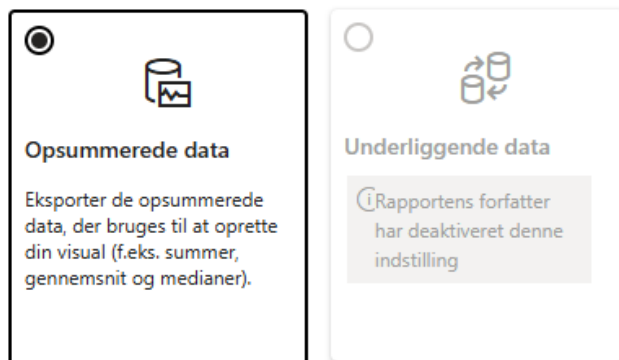 Opsummerede data
Eksporter de opsummerede
data, der bruges til at oprette
din visual (f.eks. summer,
gennemsnit og medianer).
Underliggende data
Rapportens forfatter
har deaktiveret denne
indstilling